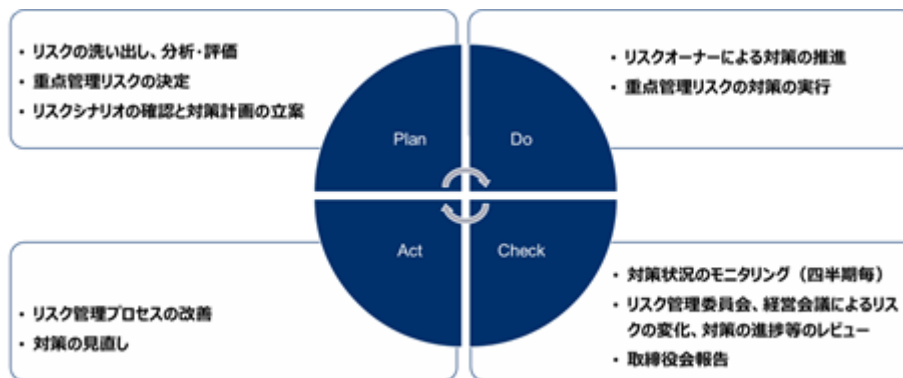 ・リスクの洗い出し、分析・評価
・重点管理リスクの決定
・リスクシナリオの確認と対策計画の立案
Plan
・リスクオーナーによる対策の推進
・重点管理リスクの対策の実行
Do
Act
・リスク管理プロセスの改善
・対策の見直し
Check
・対策状況のモニタリング（四半期毎）
・リスク管理委員会、経営会議によるリス
クの変化、対策の進捗等のレビュー
・取締役会報告